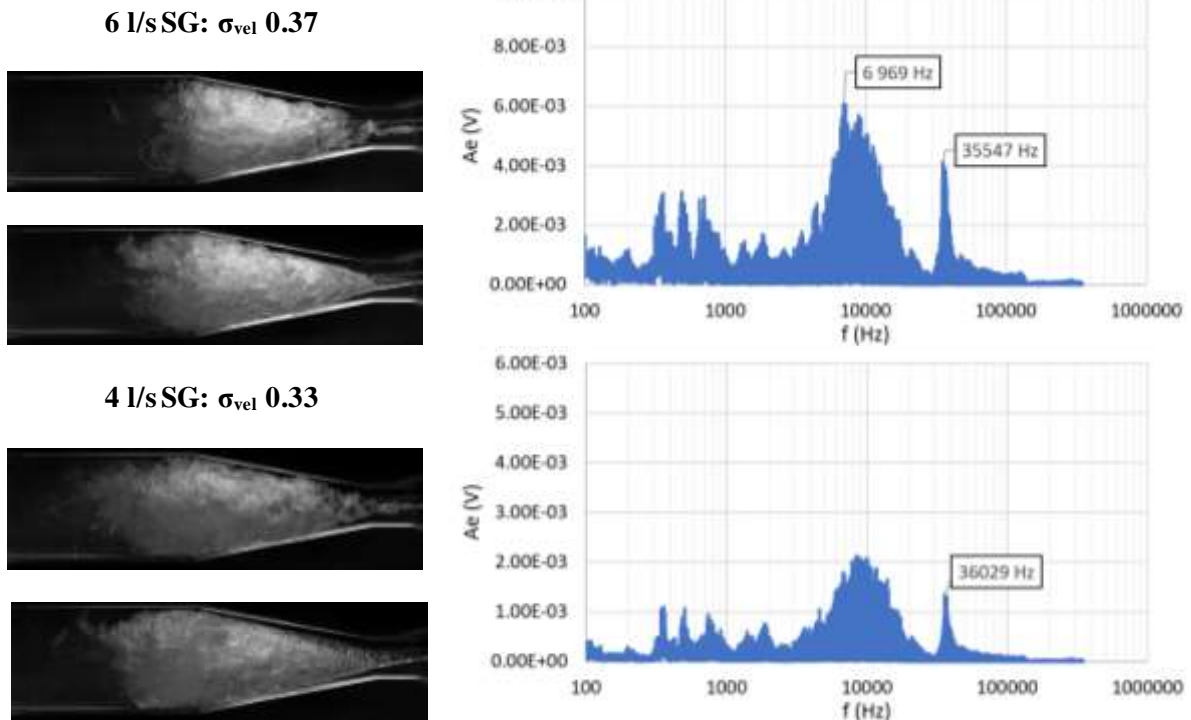 6 l/s SG: σvel 0.37
8.00E-03
6.00E-03
4.00E-03
2.00E-03
0.00E+00
Ae (V)
6 969 Hz
35547 Hz
100 1000 10000 100000 1000000
f (Hz)
4 l/s SG: σvel 0.33
6.00E-03
5.00E-03
4.00E-03
3.00E-03
2.00E-03
1.00E-03
0.00E+00
Ae (V)
36029 Hz
100 1000 10000 100000 1000000
f (Hz)